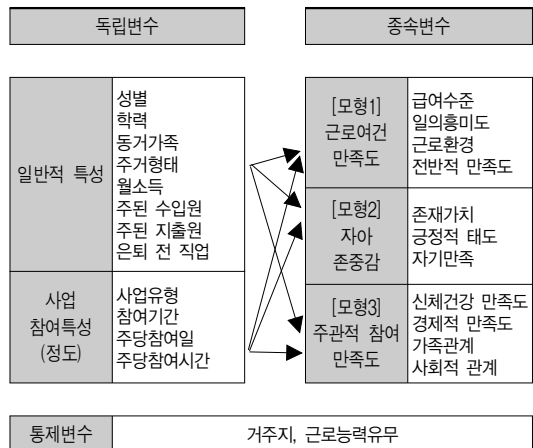 독립변수
종속변수
일반적 특성
성별
학력
동거가족
주거형태
월소득
주된 수입원
주된 지출원
은퇴 전 직업
사업
참여특성
(정도)
사업유형
참여기간
주당참여일
주당참여시간
[모형1]
근로여건
만족도
급여수준
일의흥미도
근로환경
전반적 만족도
[모형2]
자아
존중감
존재가치
긍정적 태도
자기만족
[모형3]
주관적 참여
만족도
신체건강 만족도
경제적 만족도
가족관계
사회적 관계
통제변수
거주지, 근로능력유무